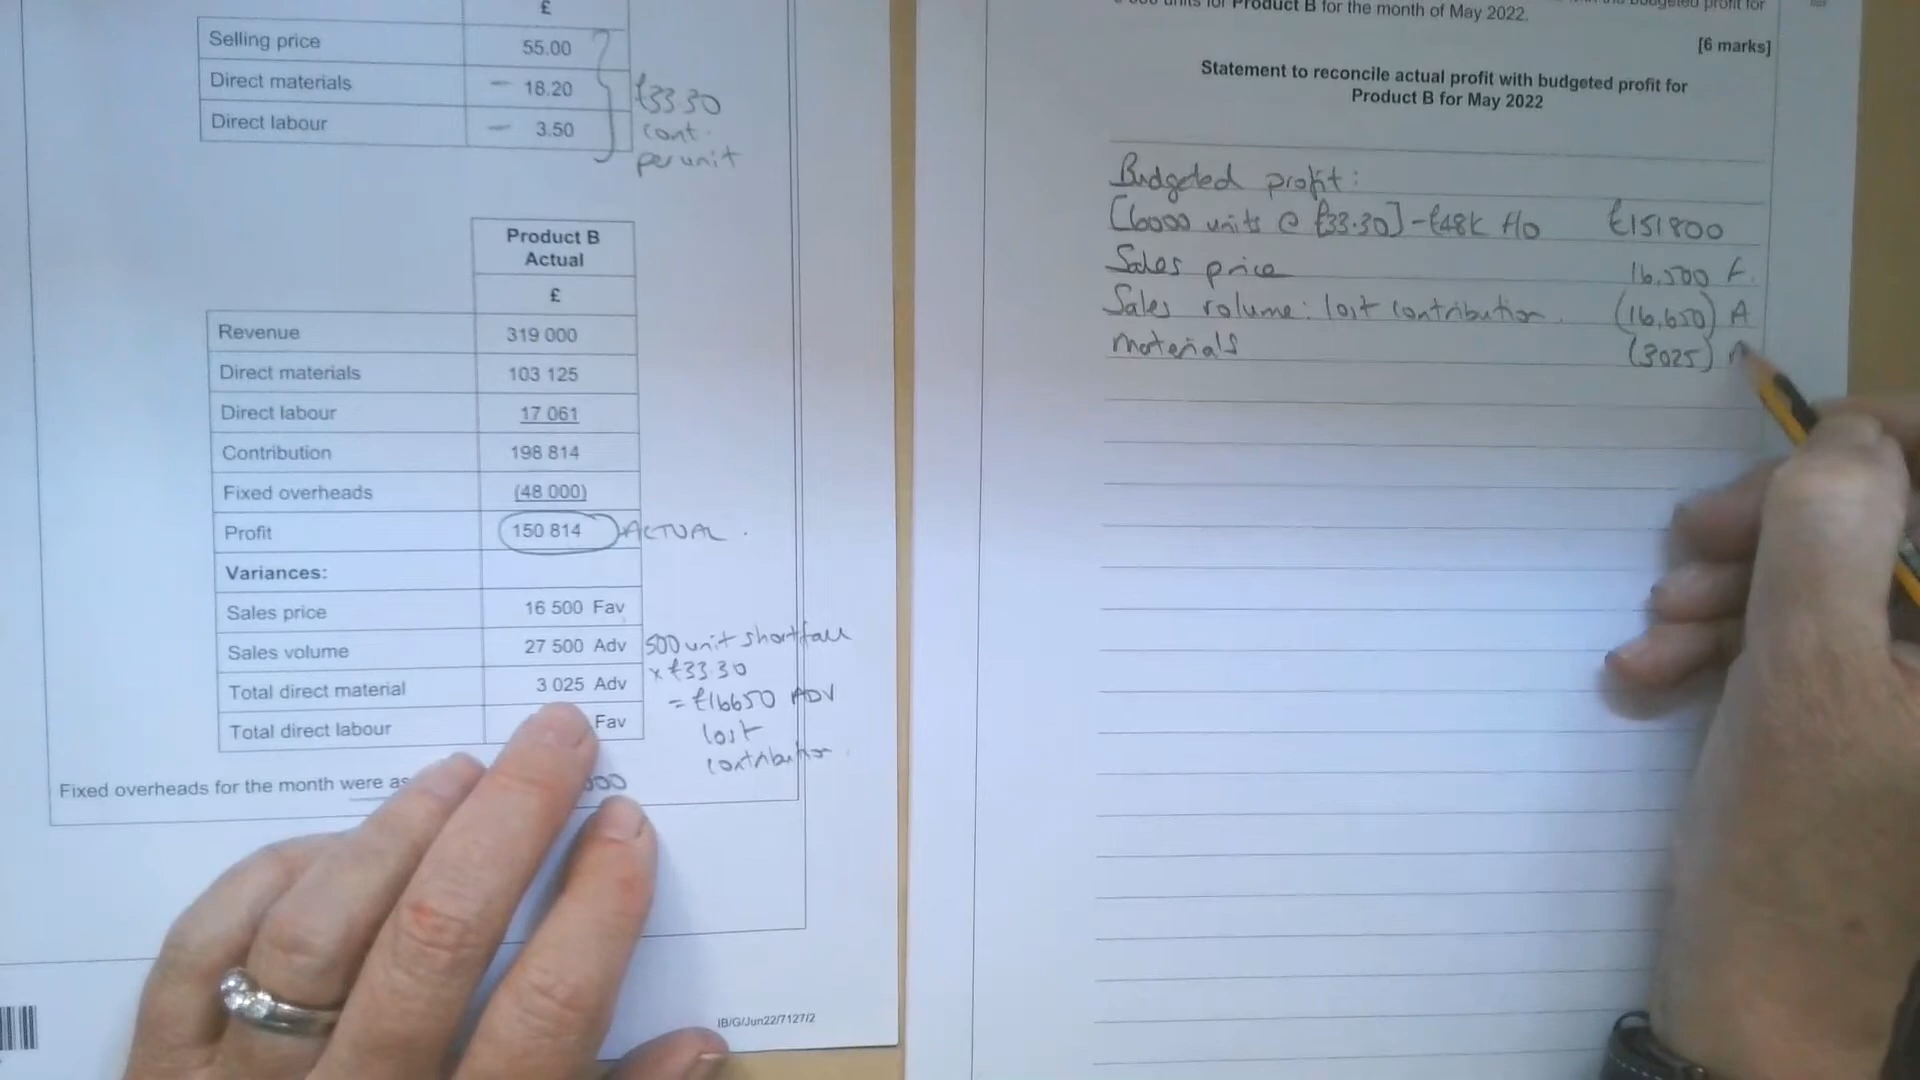 £
Selling price 55.00
Direct materials – 18.20
Direct labour – 3.50
£33.30
cont.
per unit
Product B
Actual
£
Revenue 319 000
Direct materials 103 125
Direct labour 17 061
Contribution 198 814
Fixed overheads (48 000)
Profit 150 814 ACTUAL.
Variances:
Sales price 16 500 Fav
Sales volume 27 500 Adv
Total direct material 3 025 Adv
Total direct labour Fav
500 unit shortfall
x £33.30
= £16650 ADV
lost
contribution.
Fixed overheads for the month were as
000
IB/G/Jun22/7127/2
units for Product B for the month of May 2022.
[6 marks]
Statement to reconcile actual profit with budgeted profit for
Product B for May 2022
Budgeted profit:
[6000 units @ £33.30] - £48k FO £151800
Sales price 16,500 F.
Sales volume: lost contribution. (16,650) A
materials (3025)